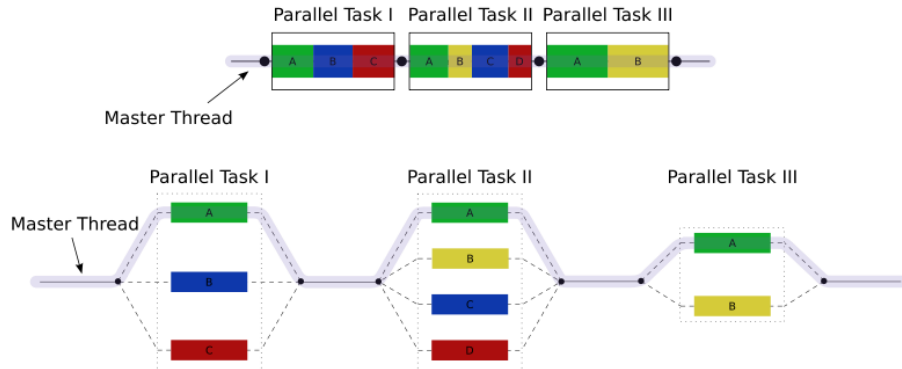 Parallel Task I Parallel Task II Parallel Task III
A B C A B C D A B
Master Thread
Parallel Task I Parallel Task II Parallel Task III
A A
Master Thread
A
B
B
B C
B
C D